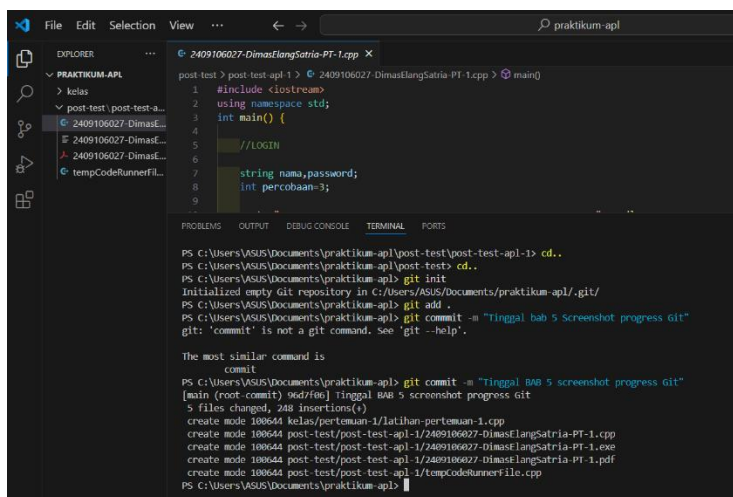 File Edit Selection View ... praktikum-apl
EXPLORER ...
PRAKTIKUM-APL
kelas
post-test \ post-test-a...
2409106027-DimasE...
2409106027-DimasE...
2409106027-DimasE...
tempCodeRunnerFil...
2409106027-DimasElangSatria-PT-1.cpp
post-test > post-test-apl-1 > 2409106027-DimasElangSatria-PT-1.cpp > main()
1 #include <iostream>
2 using namespace std;
3 int main() {
4
5 //LOGIN
6
7 string nama,password;
8 int percobaan=3;
9
PROBLEMS OUTPUT DEBUG CONSOLE TERMINAL PORTS
PS C:\Users\ASUS\Documents\praktikum-apl\post-test\post-test-apl-1> cd..
PS C:\Users\ASUS\Documents\praktikum-apl\post-test> cd..
PS C:\Users\ASUS\Documents\praktikum-apl> git init
Initialized empty Git repository in C:/Users/ASUS/Documents/praktikum-apl/.git/
PS C:\Users\ASUS\Documents\praktikum-apl> git add .
PS C:\Users\ASUS\Documents\praktikum-apl> git commmit -m "Tinggal bab 5 Screenshot progress Git"
git: 'commmit' is not a git command. See 'git --help'.
The most similar command is
commit
PS C:\Users\ASUS\Documents\praktikum-apl> git commit -m "Tinggal BAB 5 screenshot progress Git"
[main (root-commit) 96d7f06] Tinggal BAB 5 screenshot progress Git
5 files changed, 248 insertions(+)
create mode 100644 kelas/pertemuan-1/latihan-pertemuan-1.cpp
create mode 100644 post-test/post-test-apl-1/2409106027-DimasElangSatria-PT-1.cpp
create mode 100644 post-test/post-test-apl-1/2409106027-DimasElangSatria-PT-1.exe
create mode 100644 post-test/post-test-apl-1/2409106027-DimasElangSatria-PT-1.pdf
create mode 100644 post-test/post-test-apl-1/tempCodeRunnerFile.cpp
PS C:\Users\ASUS\Documents\praktikum-apl>